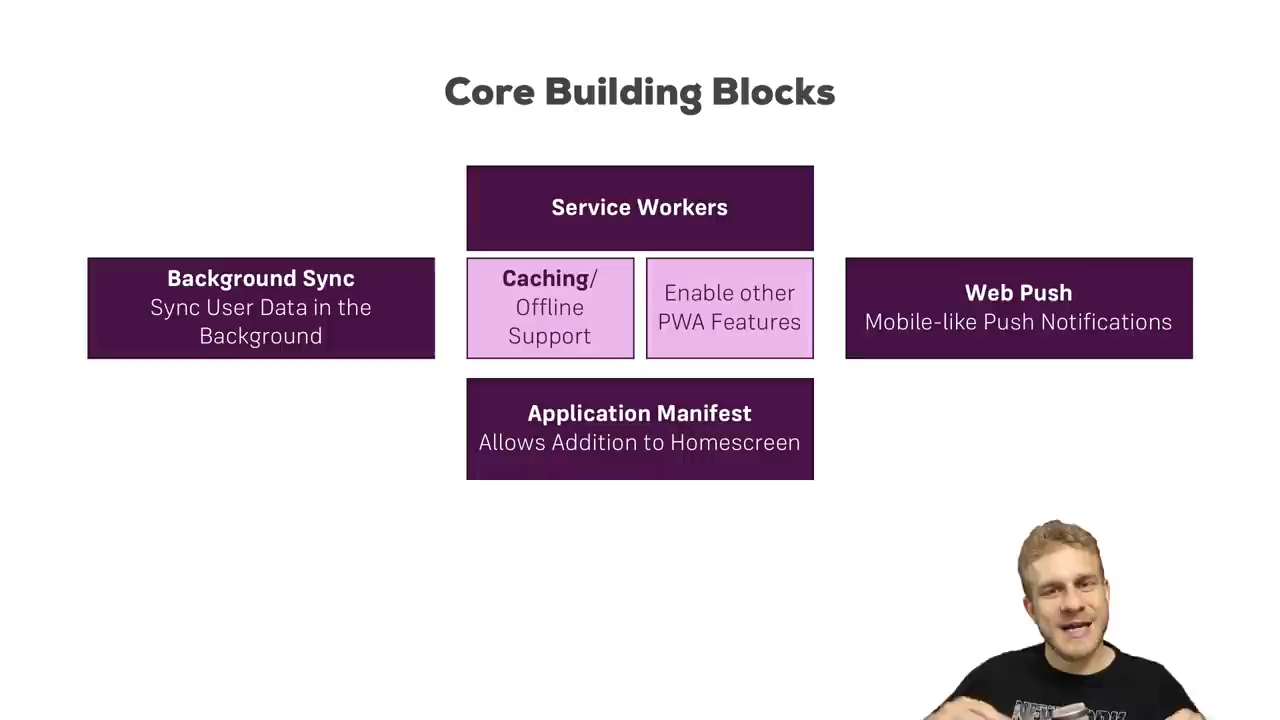 Core Building Blocks
Service Workers
Background Sync
Sync User Data in the
Background
Caching/
Offline
Support
Enable other
PWA Features
Web Push
Mobile-like Push Notifications
Application Manifest
Allows Addition to Homescreen